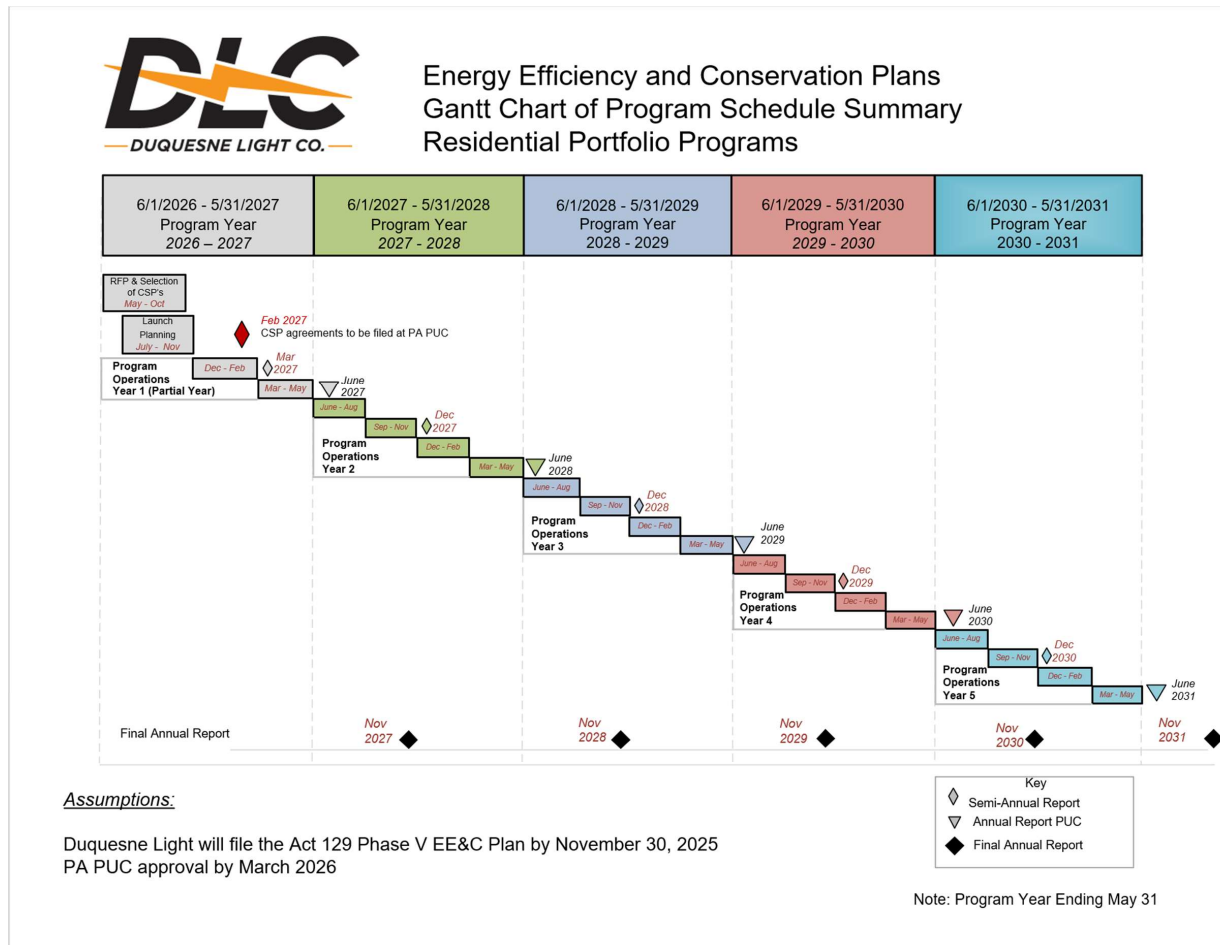 DLC
DUQUESNE LIGHT CO.
Energy Efficiency and Conservation Plans
Gantt Chart of Program Schedule Summary
Residential Portfolio Programs
6/1/2026 - 5/31/2027
Program Year
2026 – 2027
6/1/2027 - 5/31/2028
Program Year
2027 - 2028
6/1/2028 - 5/31/2029
Program Year
2028 - 2029
6/1/2029 - 5/31/2030
Program Year
2029 - 2030
6/1/2030 - 5/31/2031
Program Year
2030 - 2031
RFP & Selection
of CSP's
May - Oct
Launch
Planning
July - Nov
Feb 2027
CSP agreements to be filed at PA PUC
Program
Operations
Year 1 (Partial Year)
Dec - Feb
Mar
2027
Mar - May
June
2027
June - Aug
Sep - Nov
Dec
2027
Program
Operations
Year 2
Dec - Feb
Mar - May
June
2028
June - Aug
Sep - Nov
Dec
2028
Program
Operations
Year 3
Dec - Feb
Mar - May
June
2029
June - Aug
Sep - Nov
Dec
2029
Program
Operations
Year 4
Dec - Feb
Mar - May
June
2030
June - Aug
Sep - Nov
Dec
2030
Program
Operations
Year 5
Dec - Feb
Mar - May
June
2031
Final Annual Report
Nov
2027
Nov
2028
Nov
2029
Nov
2030
Nov
2031
Key
Semi-Annual Report
Annual Report PUC
Final Annual Report
Assumptions:
Duquesne Light will file the Act 129 Phase V EE&C Plan by November 30, 2025
PA PUC approval by March 2026
Note: Program Year Ending May 31